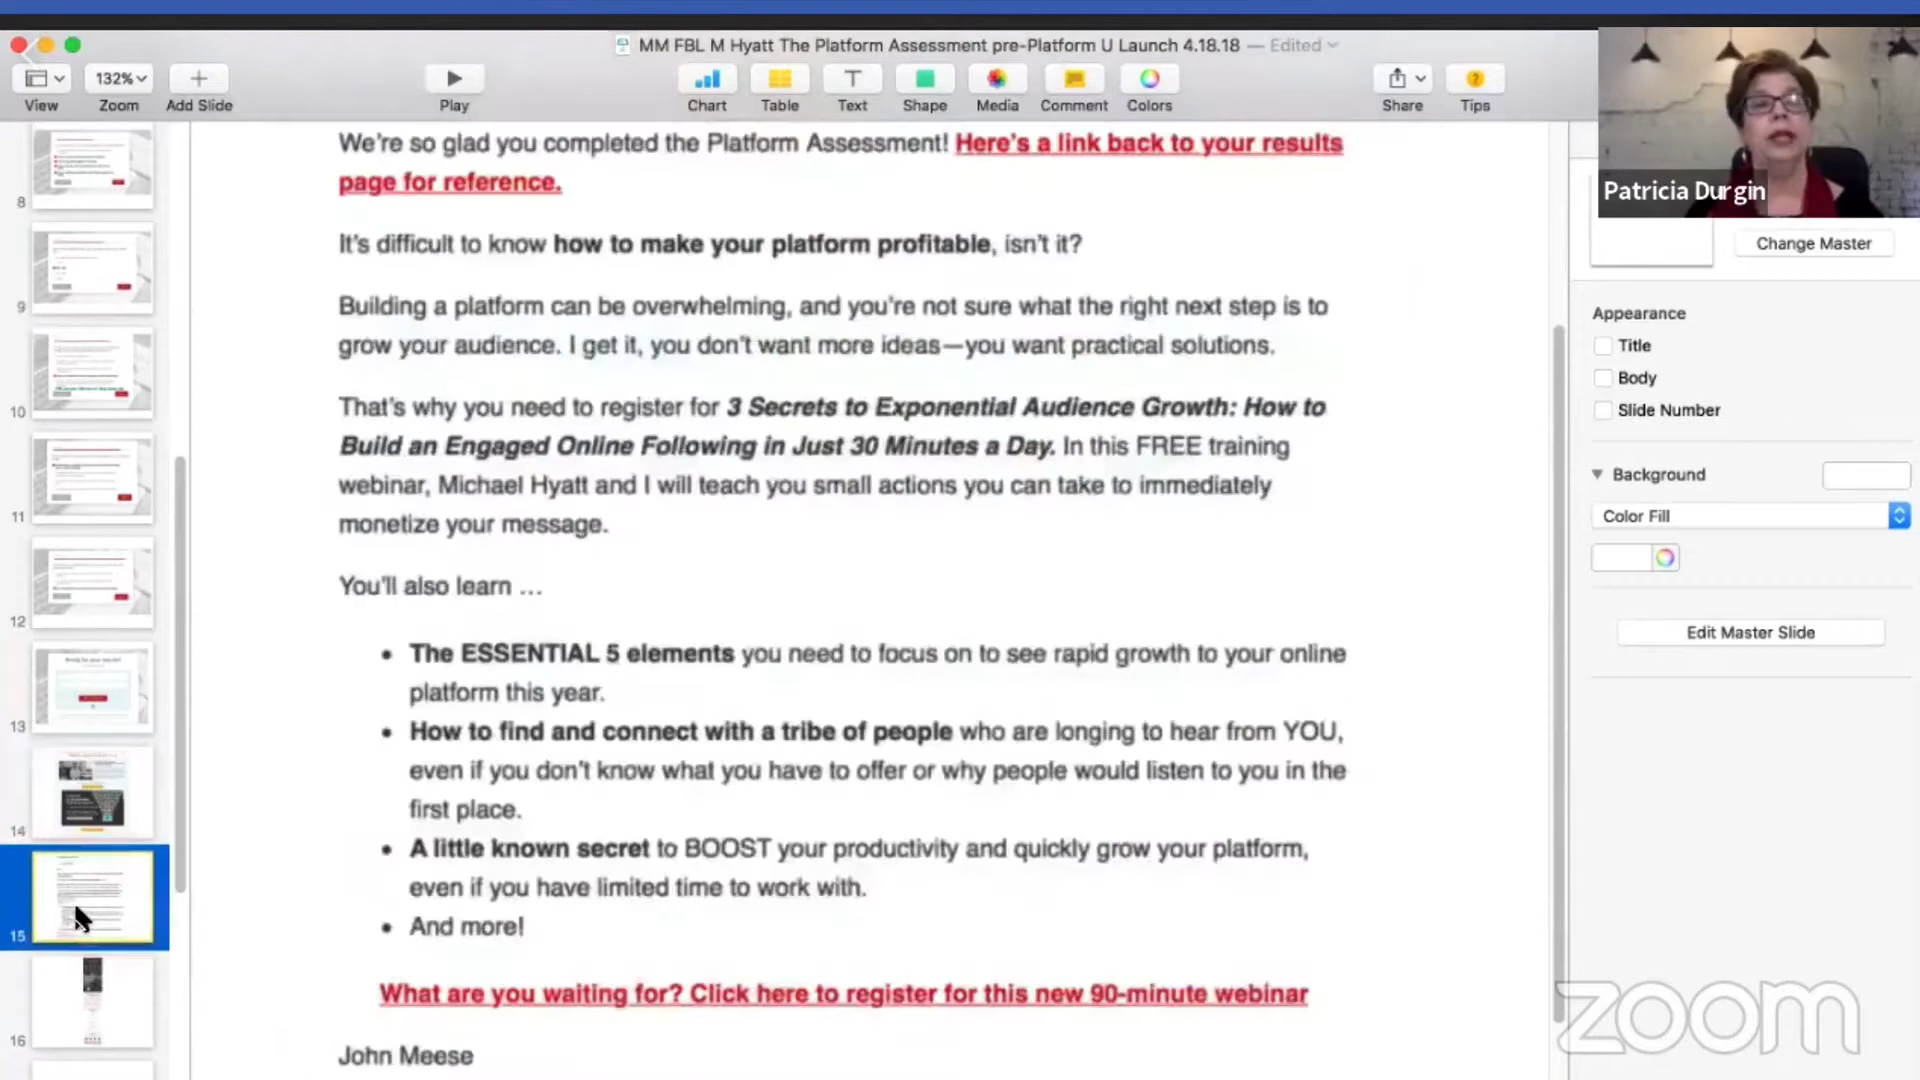 MM FBL M Hyatt The Platform Assessment pre-Platform U Launch 4.18.18 — Edited
132%
View
Zoom
Add Slide
Play
Chart
Table
Text
Shape
Media
Comment
Colors
Share
Tips
Patricia Durgin
We're so glad you completed the Platform Assessment! Here's a link back to your results
page for reference.
It's difficult to know how to make your platform profitable, isn't it?
Building a platform can be overwhelming, and you're not sure what the right next step is to
grow your audience. I get it, you don't want more ideas—you want practical solutions.
That's why you need to register for 3 Secrets to Exponential Audience Growth: How to
Build an Engaged Online Following in Just 30 Minutes a Day. In this FREE training
webinar, Michael Hyatt and I will teach you small actions you can take to immediately
monetize your message.
You'll also learn …
• The ESSENTIAL 5 elements you need to focus on to see rapid growth to your online
platform this year.
• How to find and connect with a tribe of people who are longing to hear from YOU,
even if you don't know what you have to offer or why people would listen to you in the
first place.
• A little known secret to BOOST your productivity and quickly grow your platform,
even if you have limited time to work with.
• And more!
What are you waiting for? Click here to register for this new 90-minute webinar
John Meese
8
9
10
11
12
13
14
15
16
Change Master
Appearance
Title
Body
Slide Number
Background
Color Fill
Edit Master Slide
zoom